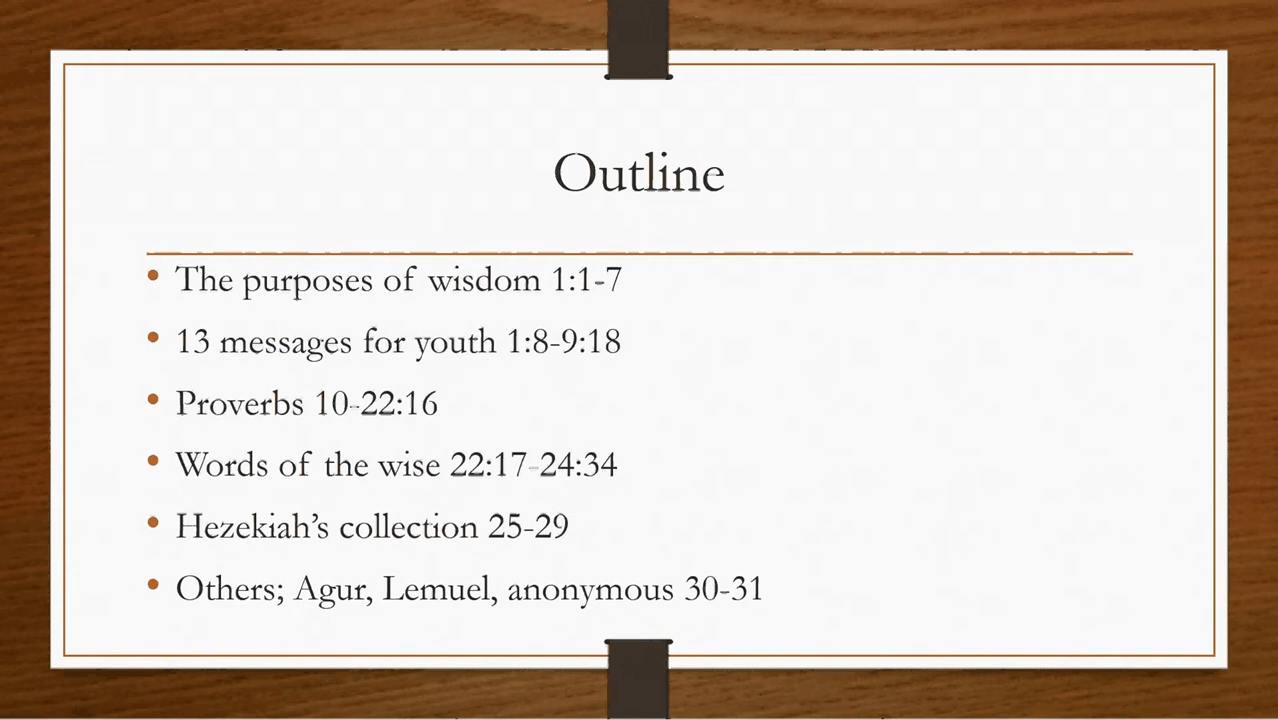 Outline
• The purposes of wisdom 1:1-7
• 13 messages for youth 1:8-9:18
• Proverbs 10-22:16
• Words of the wise 22:17-24:34
• Hezekiah’s collection 25-29
• Others; Agur, Lemuel, anonymous 30-31